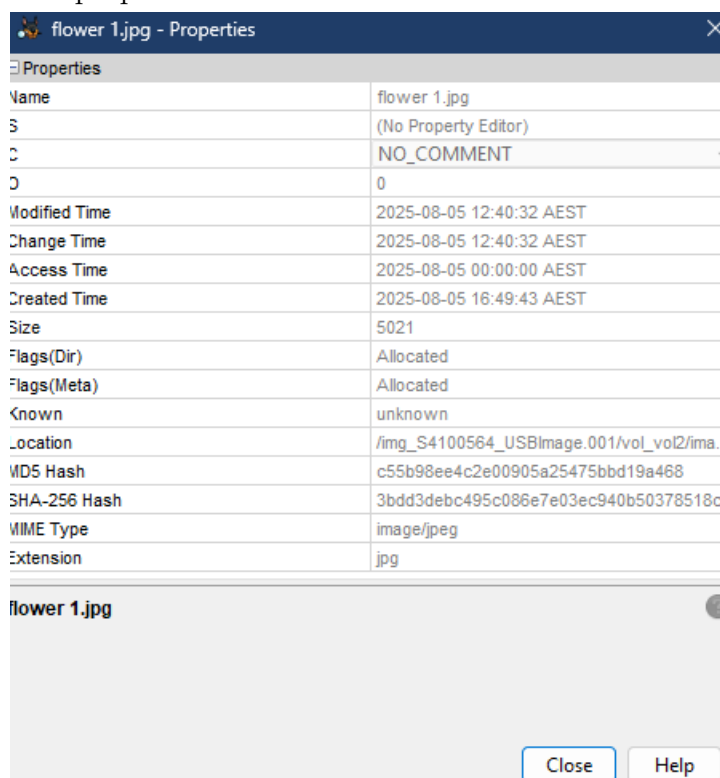 flower 1.jpg - Properties
Properties
Name flower 1.jpg
S (No Property Editor)
C NO_COMMENT
O 0
Modified Time 2025-08-05 12:40:32 AEST
Change Time 2025-08-05 12:40:32 AEST
Access Time 2025-08-05 00:00:00 AEST
Created Time 2025-08-05 16:49:43 AEST
Size 5021
Flags(Dir) Allocated
Flags(Meta) Allocated
Known unknown
Location /img_S4100564_USBImage.001/vol_vol2/ima.
MD5 Hash c55b98ee4c2e00905a25475bbd19a468
SHA-256 Hash 3bdd3debc495c086e7e03ec940b50378518c
MIME Type image/jpeg
Extension jpg
flower 1.jpg
Close Help